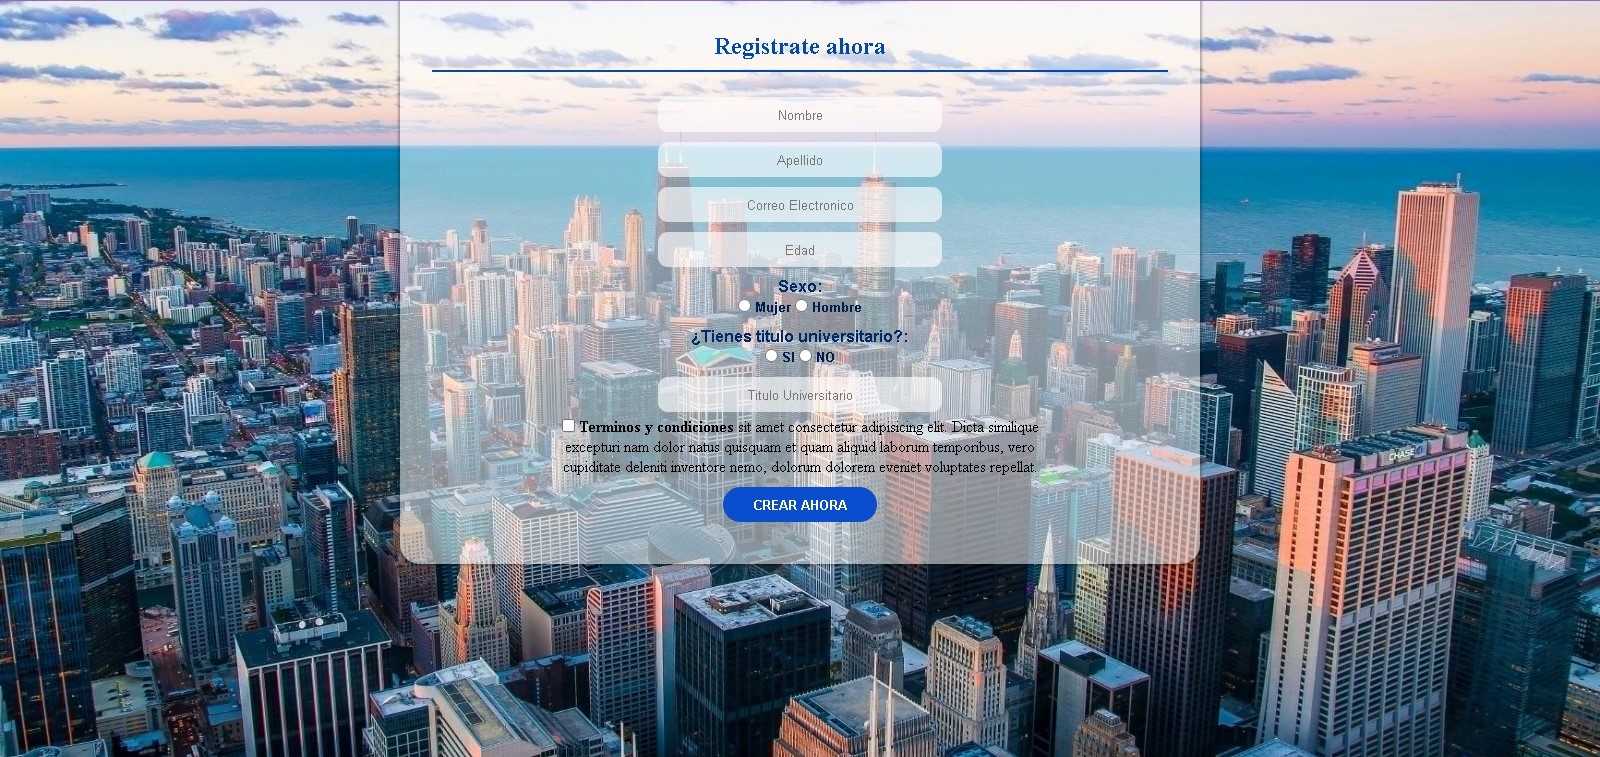 Registrate ahora
Nombre
Apellido
Correo Electronico
Edad
Sexo:
Mujer Hombre
¿Tienes titulo universitario?:
SI NO
Titulo Universitario
Terminos y condiciones sit amet consectetur adipisicing elit. Dicta similique
excepturi nam dolor natus quisquam et quam aliquid laborum temporibus, vero
cupiditate deleniti inventore nemo, dolorum dolorem eveniet voluptates repellat.
CREAR AHORA
CHASE